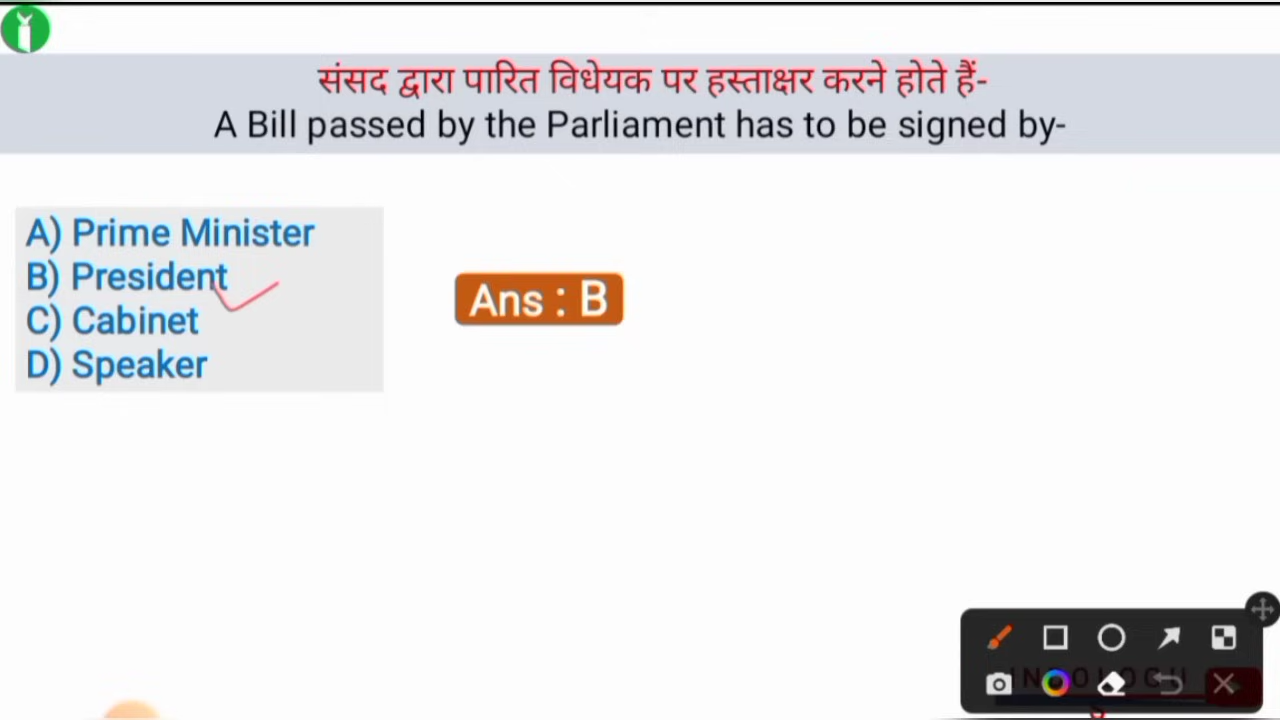 संसद द्वारा पारित विधेयक पर हस्ताक्षर करने होते हैं-
A Bill passed by the Parliament has to be signed by-
A) Prime Minister
B) President
C) Cabinet
D) Speaker
Ans : B